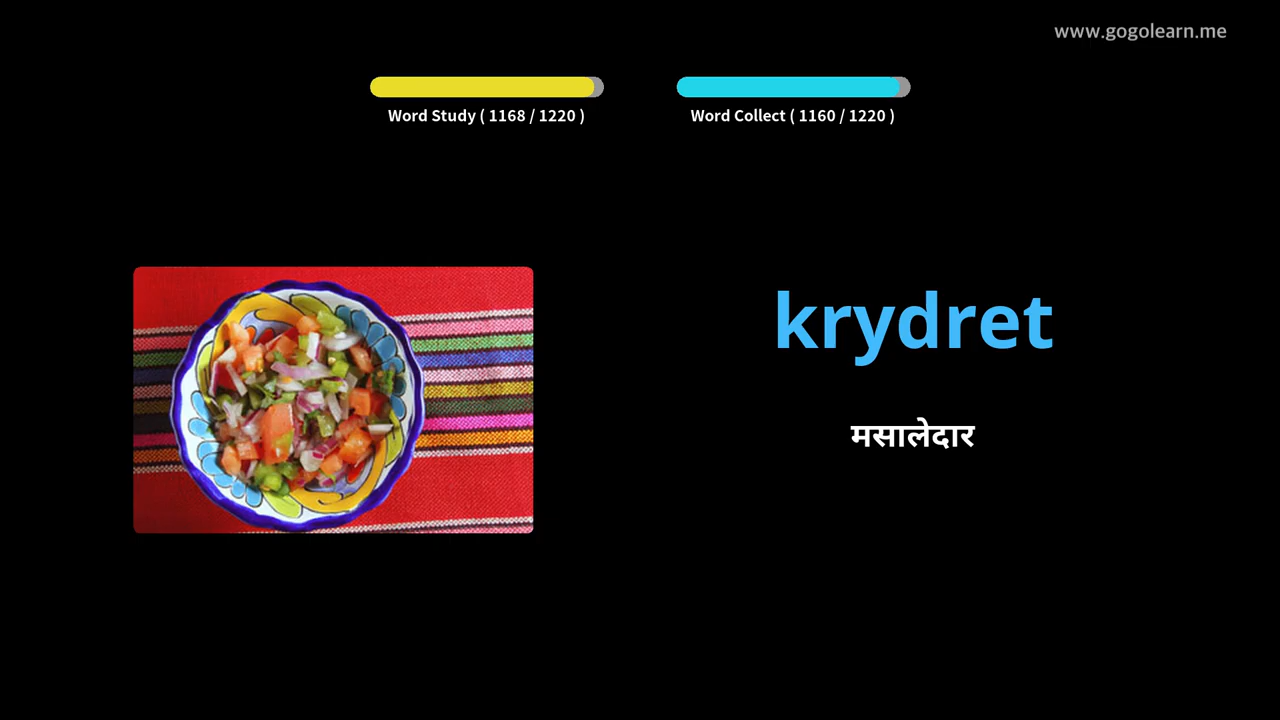 www.gogolearn.me
Word Study ( 1168 / 1220 )
Word Collect ( 1160 / 1220 )
krydret
मसालेदार